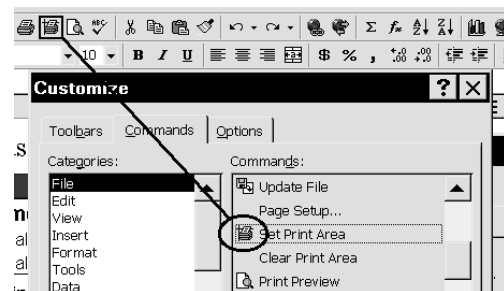 Σ fx
10 B I U $ % ,
Customize ? X
Toolbars Commands Options
Categories: Commands:
File Update File
Edit Page Setup...
View Set Print Area
Insert
Format Clear Print Area
Tools
Data Print Preview